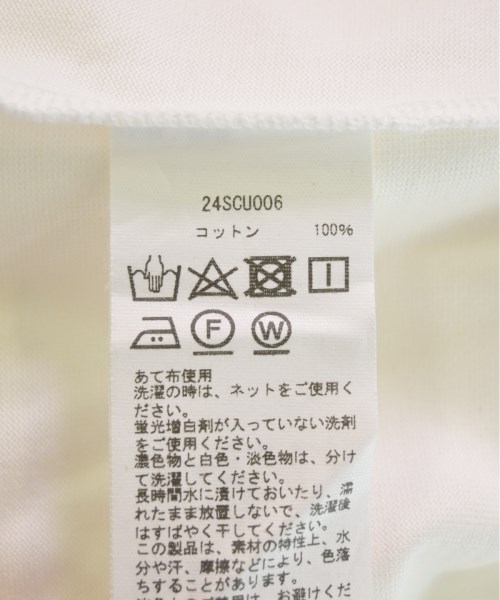 24SCU006
コットン 100%
F W
あて布使用
洗濯の時は、ネットをご使用く
ださい。
蛍光増白剤が入っていない洗剤
をご使用ください。
濃色物と白色・淡色物は、分け
て洗濯してください。
長時間水に漬けておいたり、濡
れたまま放置しないで、洗濯後
はすばやく干してください。
この製品は、素材の特性上、水
分や汗、摩擦などにより、色落
ちすることがあります。
お避けくだ